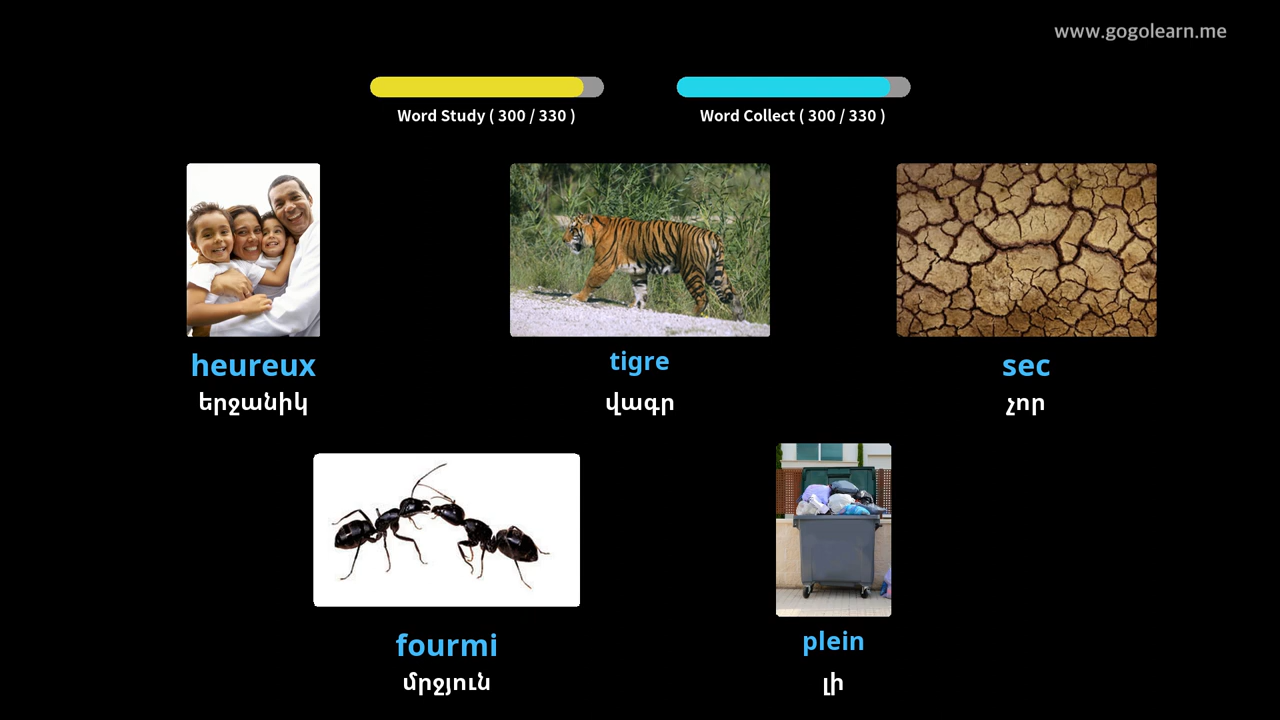 www.gogolearn.me
Word Study ( 300 / 330 )
Word Collect ( 300 / 330 )
heureux
երջանիկ
tigre
վագր
sec
չոր
fourmi
մրջյուն
plein
լի